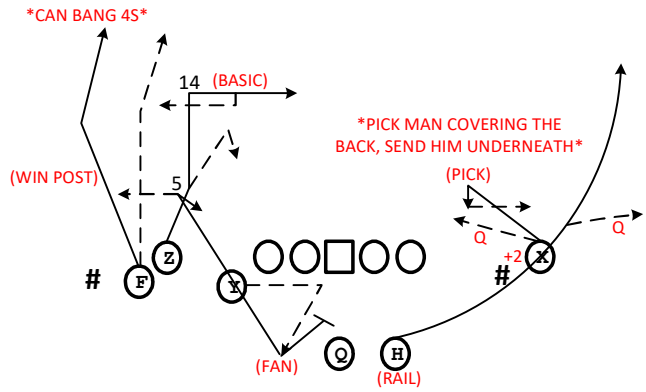 *CAN BANG 4S*
14
(BASIC)
*PICK MAN COVERING THE
BACK, SEND HIM UNDERNEATH*
(PICK)
(WIN POST)
5
Q
Q
+2
X
#
Z
#
F
Y
Q
H
(FAN)
(RAIL)